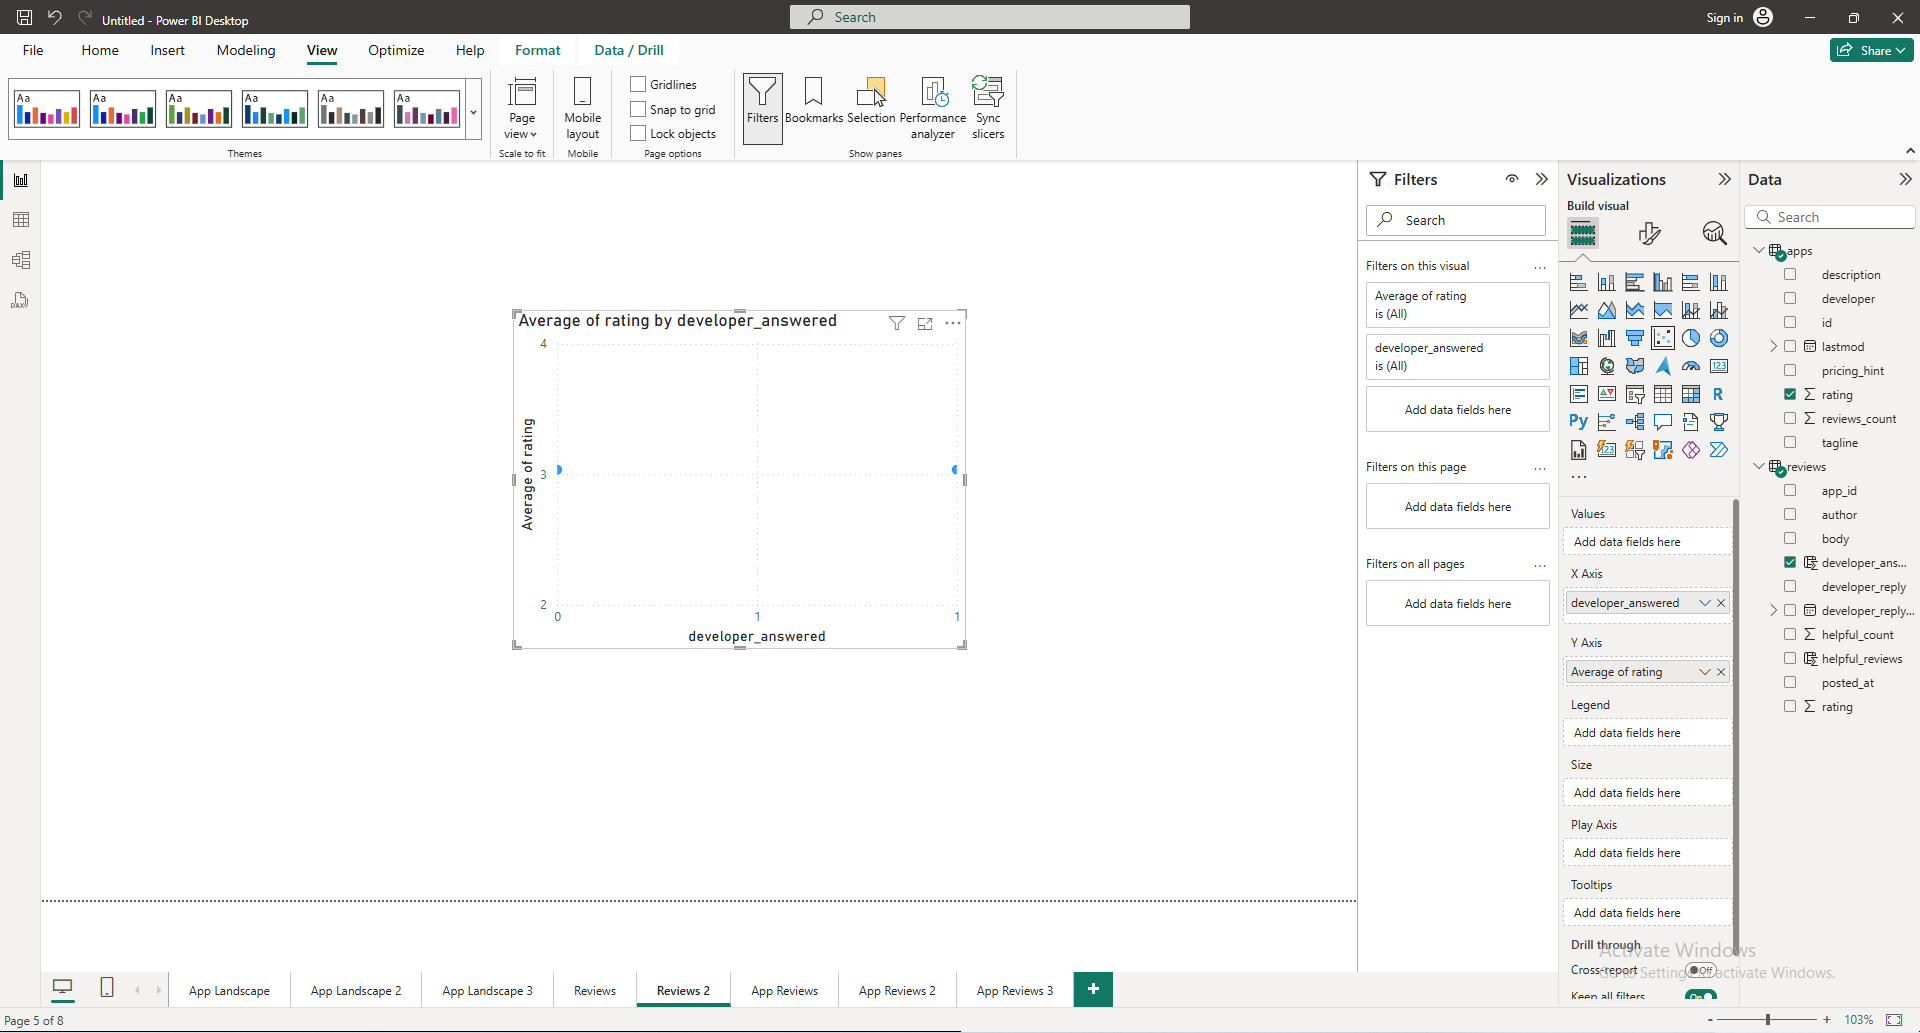 Untitled - Power BI Desktop
Search
Sign in
File
Home
Insert
Modeling
View
Optimize
Help
Format
Data / Drill
Share
Aa
Aa
Aa
Aa
Aa
Aa
Themes
Page
view
Scale to fit
Mobile
layout
Mobile
Gridlines
Snap to grid
Lock objects
Page options
Filters
Bookmarks
Selection
Performance
analyzer
Sync
slicers
Show panes
Average of rating by developer_answered
4
3
2
Average of rating
0
1
1
developer_answered
Filters
Search
Filters on this visual
...
Average of rating
is (All)
developer_answered
is (All)
Add data fields here
Filters on this page
...
Add data fields here
Filters on all pages
...
Add data fields here
Visualizations
Build visual
123
R
Py
123
...
Values
Add data fields here
X Axis
developer_answered
Y Axis
Average of rating
Legend
Add data fields here
Size
Add data fields here
Play Axis
Add data fields here
Tooltips
Add data fields here
Drill through
Cross-report
Off
Keep all filters
On
Data
Search
apps
description
developer
id
lastmod
pricing_hint
rating
reviews_count
tagline
reviews
app_id
author
body
developer_ans...
developer_reply
developer_reply...
helpful_count
helpful_reviews
posted_at
rating
Activate Windows
Go to Settings to activate Windows.
DAX
App Landscape
App Landscape 2
App Landscape 3
Reviews
Reviews 2
App Reviews
App Reviews 2
App Reviews 3
+
Page 5 of 8
-
+
103%